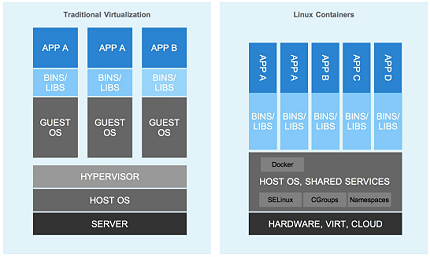 Traditional Virtualization
APP A
APP A
APP B
BINS/
LIBS
BINS/
LIBS
BINS/
LIBS
GUEST
OS
GUEST
OS
GUEST
OS
HYPERVISOR
HOST OS
SERVER
Linux Containers
APP A
APP A
APP B
APP C
APP D
BINS/
LIBS
BINS/
LIBS
BINS/
LIBS
BINS/
LIBS
BINS/
LIBS
Docker
HOST OS, SHARED SERVICES
SELinux
CGroups
Namespaces
HARDWARE, VIRT, CLOUD